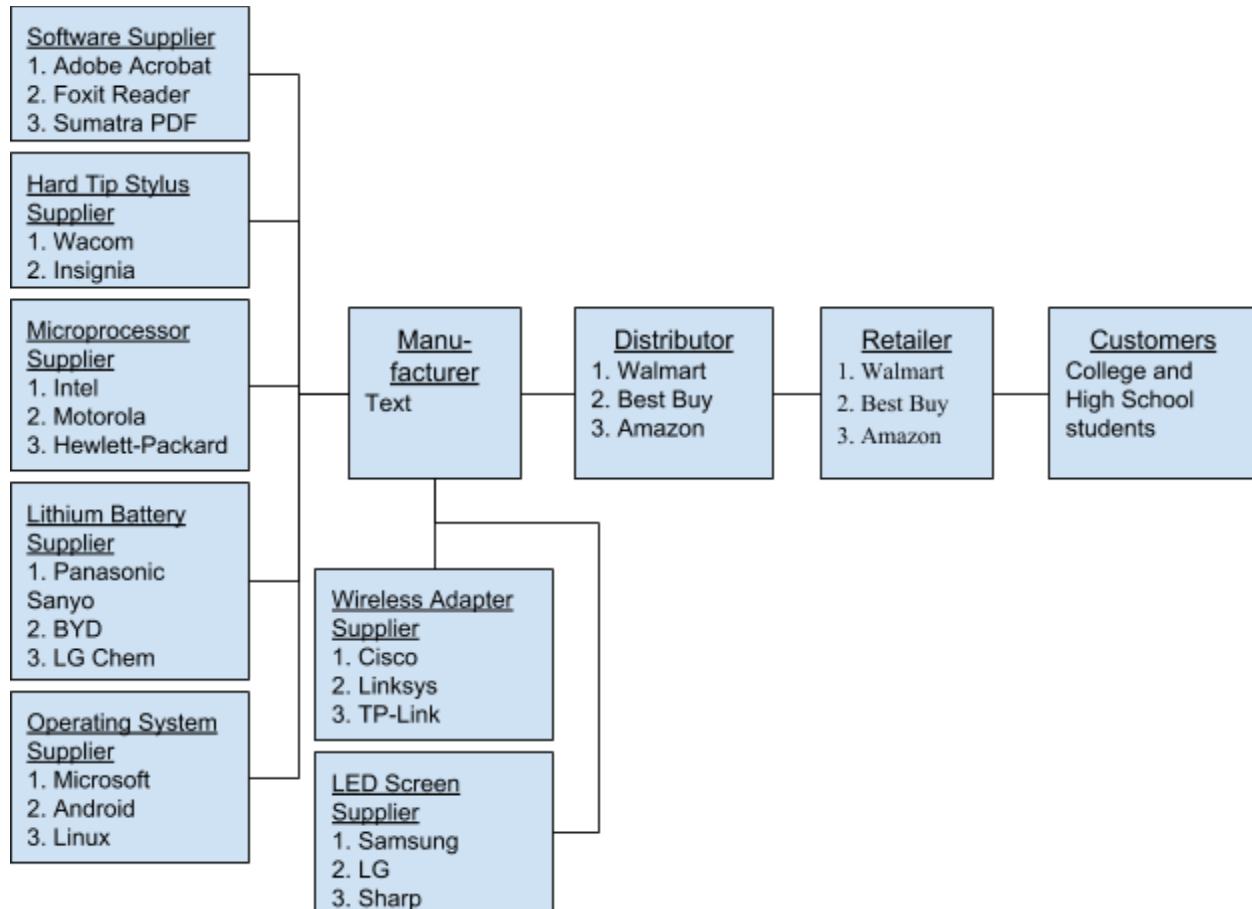 Software Supplier
1. Adobe Acrobat
2. Foxit Reader
3. Sumatra PDF
Hard Tip Stylus
Supplier
1. Wacom
2. Insignia
Microprocessor
Supplier
1. Intel
2. Motorola
3. Hewlett-Packard
Lithium Battery
Supplier
1. Panasonic
Sanyo
2. BYD
3. LG Chem
Operating System
Supplier
1. Microsoft
2. Android
3. Linux
Manu-
facturer
Text
Wireless Adapter
Supplier
1. Cisco
2. Linksys
3. TP-Link
LED Screen
Supplier
1. Samsung
2. LG
3. Sharp
Distributor
1. Walmart
2. Best Buy
3. Amazon
Retailer
1. Walmart
2. Best Buy
3. Amazon
Customers
College and
High School
students